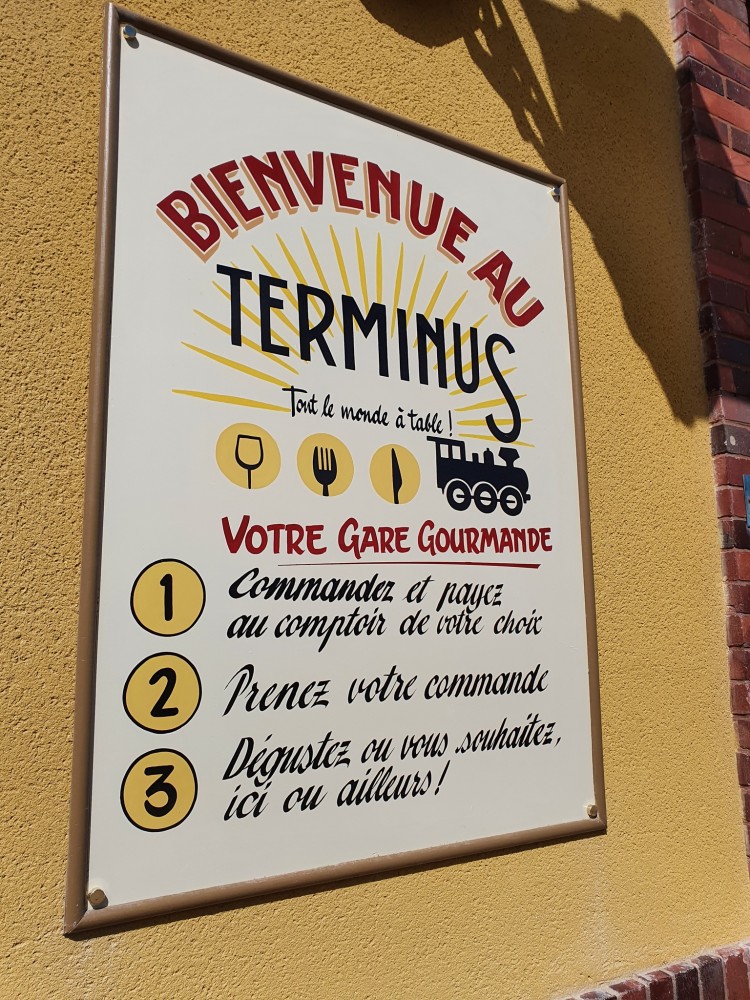 BIENVENUE AU
TERMINUS
Tout le monde à table !
VOTRE GARE GOURMANDE
1 Commandez et payez
au comptoir de votre choix
2 Prenez votre commande
3 Dégustez ou vous souhaitez,
ici ou ailleurs !